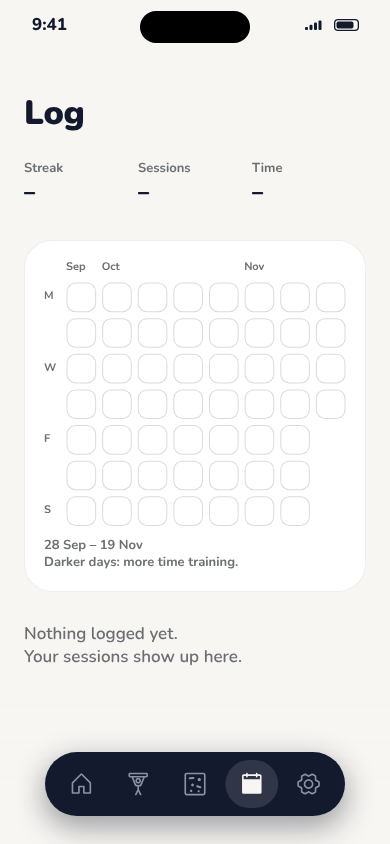 9:41
Log
Streak Sessions Time
– – –
Sep Oct Nov
M
W
F
S
28 Sep – 19 Nov
Darker days: more time training.
Nothing logged yet.
Your sessions show up here.